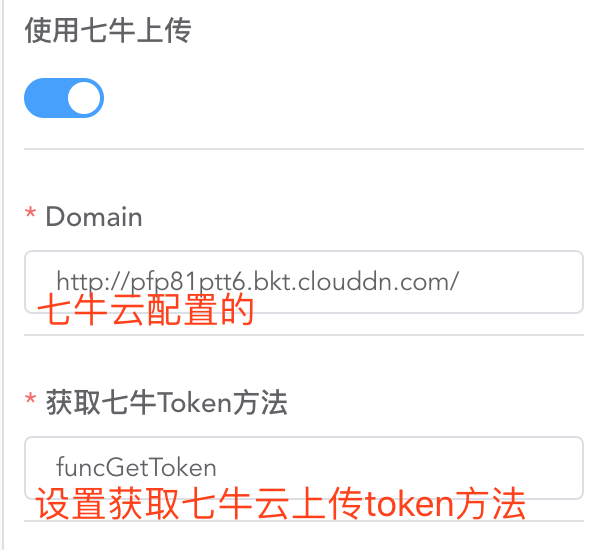 使用七牛上传
* Domain
http://pfp81ptt6.bkt.clouddn.com/
七牛云配置的
* 获取七牛Token方法
funcGetToken
设置获取七牛云上传token方法